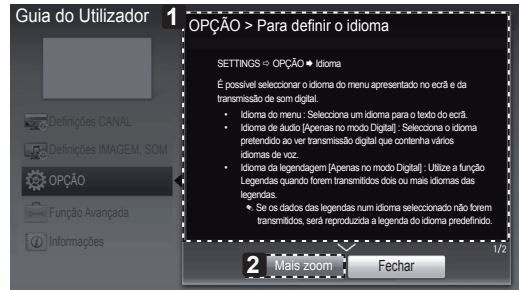 Guia do Utilizador
1
OPÇÃO > Para definir o idioma
SETTINGS ⇨ OPÇÃO ➡ Idioma
É possível seleccionar o idioma do menu apresentado no ecrã e da
transmissão de som digital.
• Idioma do menu : Selecciona um idioma para o texto do ecrã.
• Idioma de áudio [Apenas no modo Digital] : Selecciona o idioma
pretendido ao ver transmissão digital que contenha vários
idiomas de voz.
• Idioma da legendagem [Apenas no modo Digital] : Utilize a função
Legendas quando forem transmitidos dois ou mais idiomas das
legendas.
Se os dados das legendas num idioma seleccionado não forem
transmitidos, será reproduzida a legenda do idioma predefinido.
Definições CANAL
Definições IMAGEM, SOM
OPÇÃO
Função Avançada
Informações
1/2
2
Mais zoom
Fechar